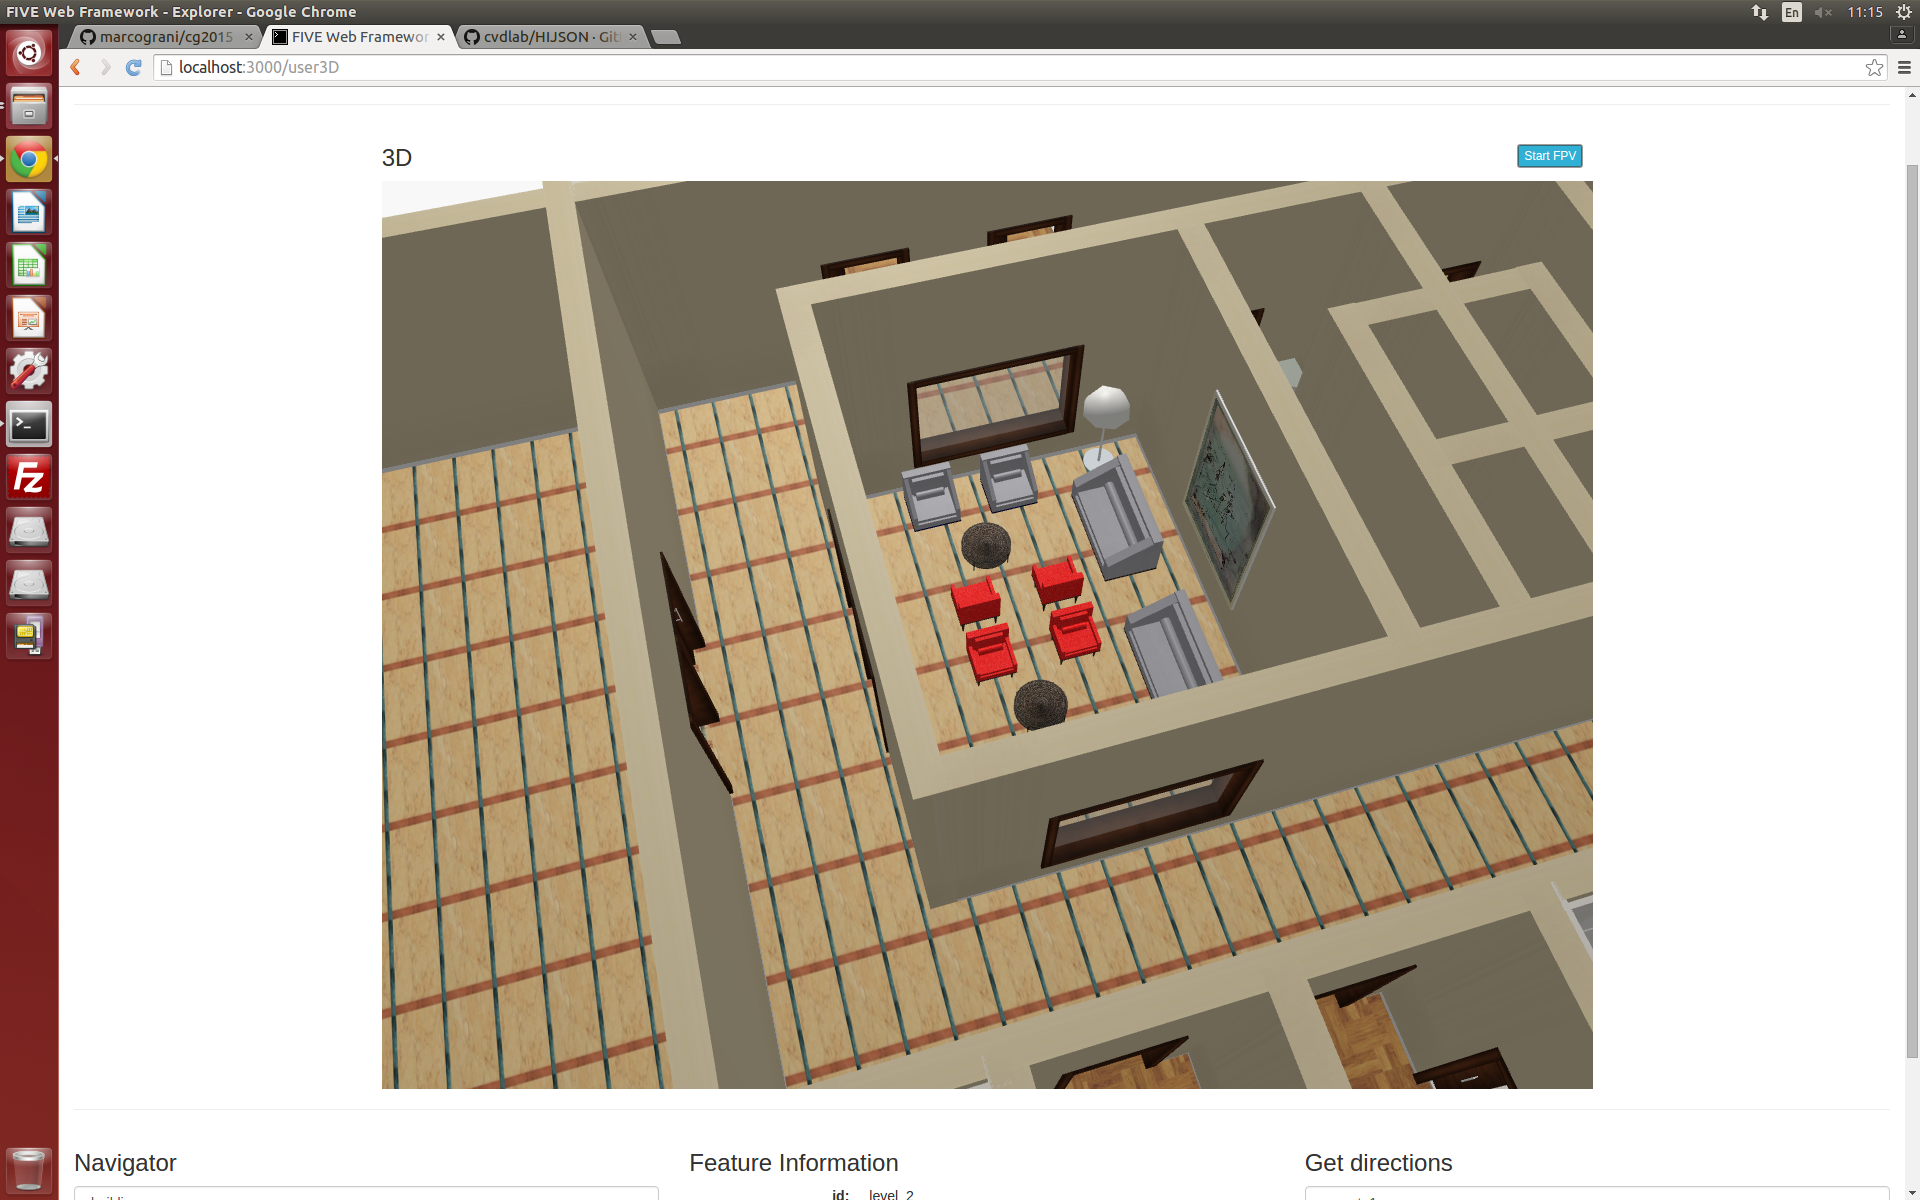 FIVE Web Framework - Explorer - Google Chrome
En
11:15
marcograni/cg2015
FIVE Web Framewor
cvdlab/HIJSON · Git
localhost:3000/user3D
3D
Start FPV
Fz
Navigator
Feature Information
Get directions
id: level_2